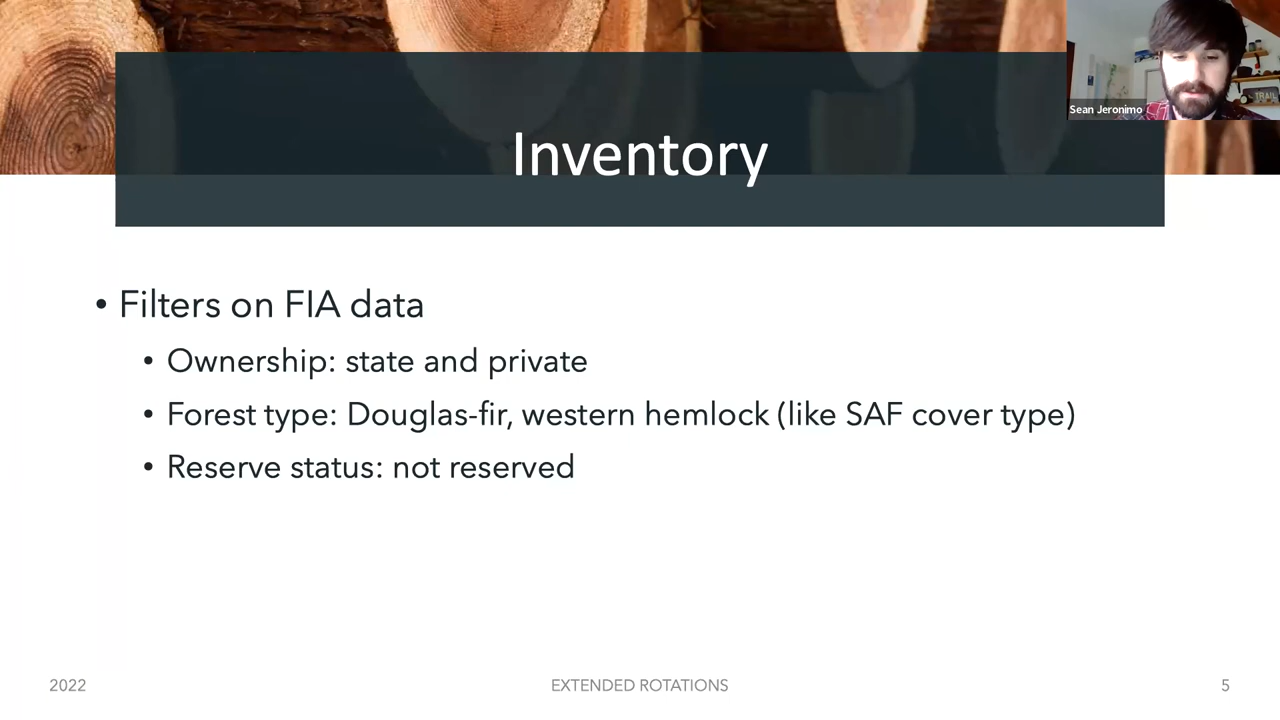 Sean Jeronimo
TRAIL
Inventory
• Filters on FIA data
• Ownership: state and private
• Forest type: Douglas-fir, western hemlock (like SAF cover type)
• Reserve status: not reserved
2022
EXTENDED ROTATIONS
5